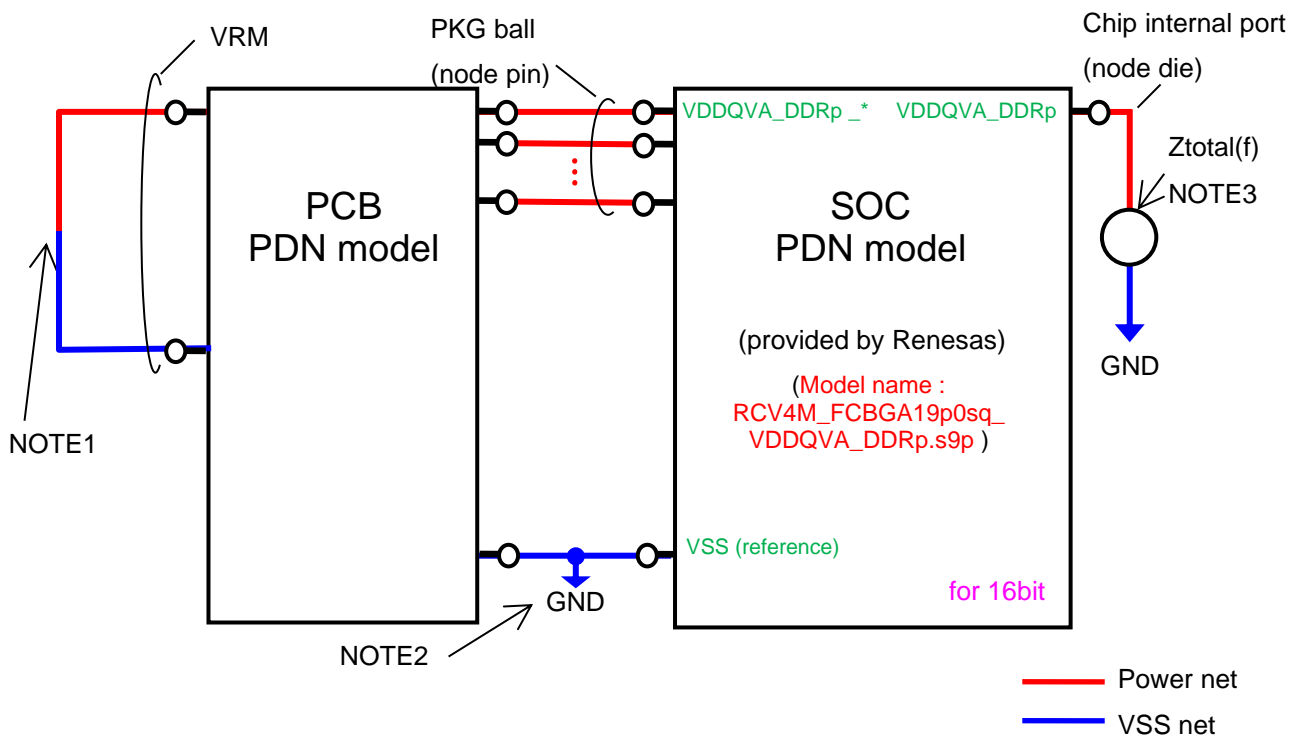 VRM
PKG ball
(node pin)
Chip internal port
(node die)
VDDQVA_DDRp _*
VDDQVA_DDRp
Ztotal(f)
NOTE3
PCB
PDN model
SOC
PDN model
(provided by Renesas)
(Model name :
RCV4M_FCBGA19p0sq_
VDDQVA_DDRp.s9p )
GND
NOTE1
VSS (reference)
GND
for 16bit
NOTE2
Power net
VSS net